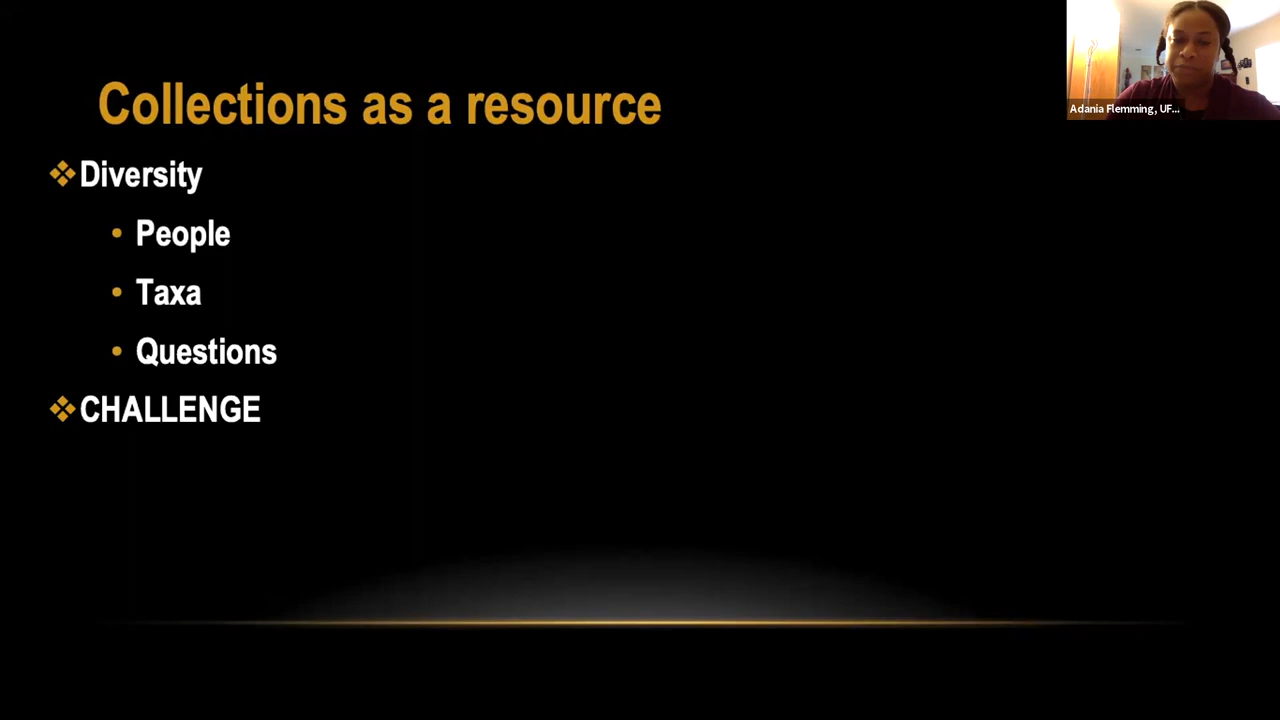 Collections as a resource
Diversity
People
Taxa
Questions
CHALLENGE
Adania Flemming, UF...